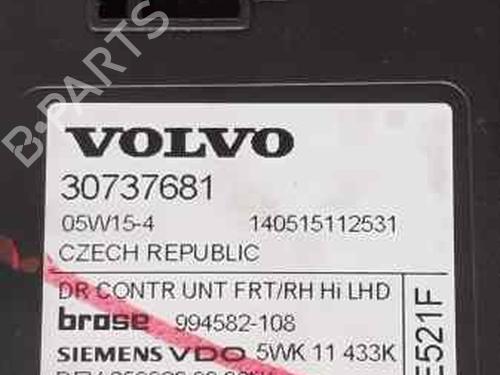 B-PARTS
VOLVO
30737681
05W15-4 140515112531
CZECH REPUBLIC
DR CONTR UNT FRT/RH Hi LHD
brose 994582-108
SIEMENS VDO 5WK 11 433K
E521F